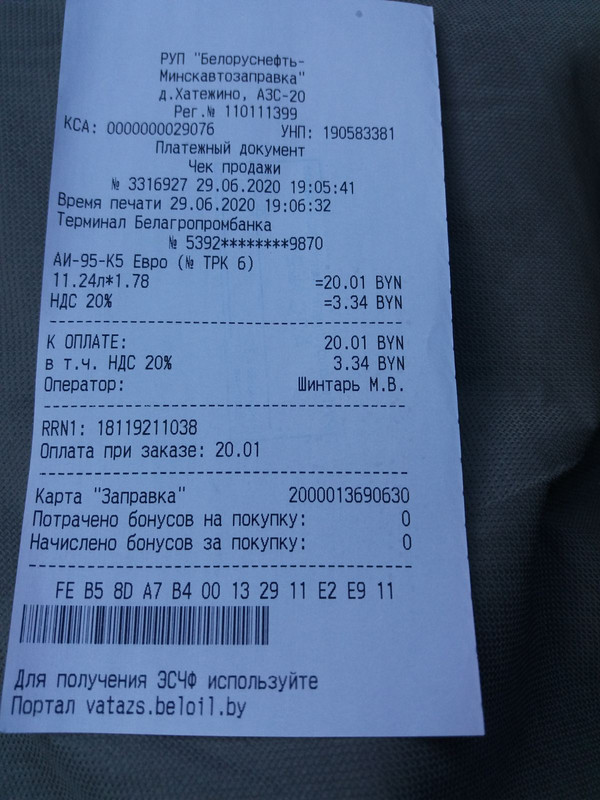 РУП "Белоруснефть-
Минскавтозаправка"
д.Хатежино, АЗС-20
Рег.№ 110111399
КСА: 0000000029076 УНП: 190583381
Платежный документ
Чек продажи
№ 3316927 29.06.2020 19:05:41
Время печати 29.06.2020 19:06:32
Терминал Белагропромбанка
№ 5392********9870
АИ-95-К5 Евро (№ ТРК 6)
11.24л*1.78 =20.01 BYN
НДС 20% =3.34 BYN
К ОПЛАТЕ: 20.01 BYN
в т.ч. НДС 20% 3.34 BYN
Оператор: Шинтарь М.В.
RRN1: 18119211038
Оплата при заказе: 20.01
Карта "Заправка" 2000013690630
Потрачено бонусов на покупку: 0
Начислено бонусов за покупку: 0
FE B5 8D A7 B4 00 13 29 11 E2 E9 11
Для получения ЭСЧФ используйте
Портал vatazs.beloil.by